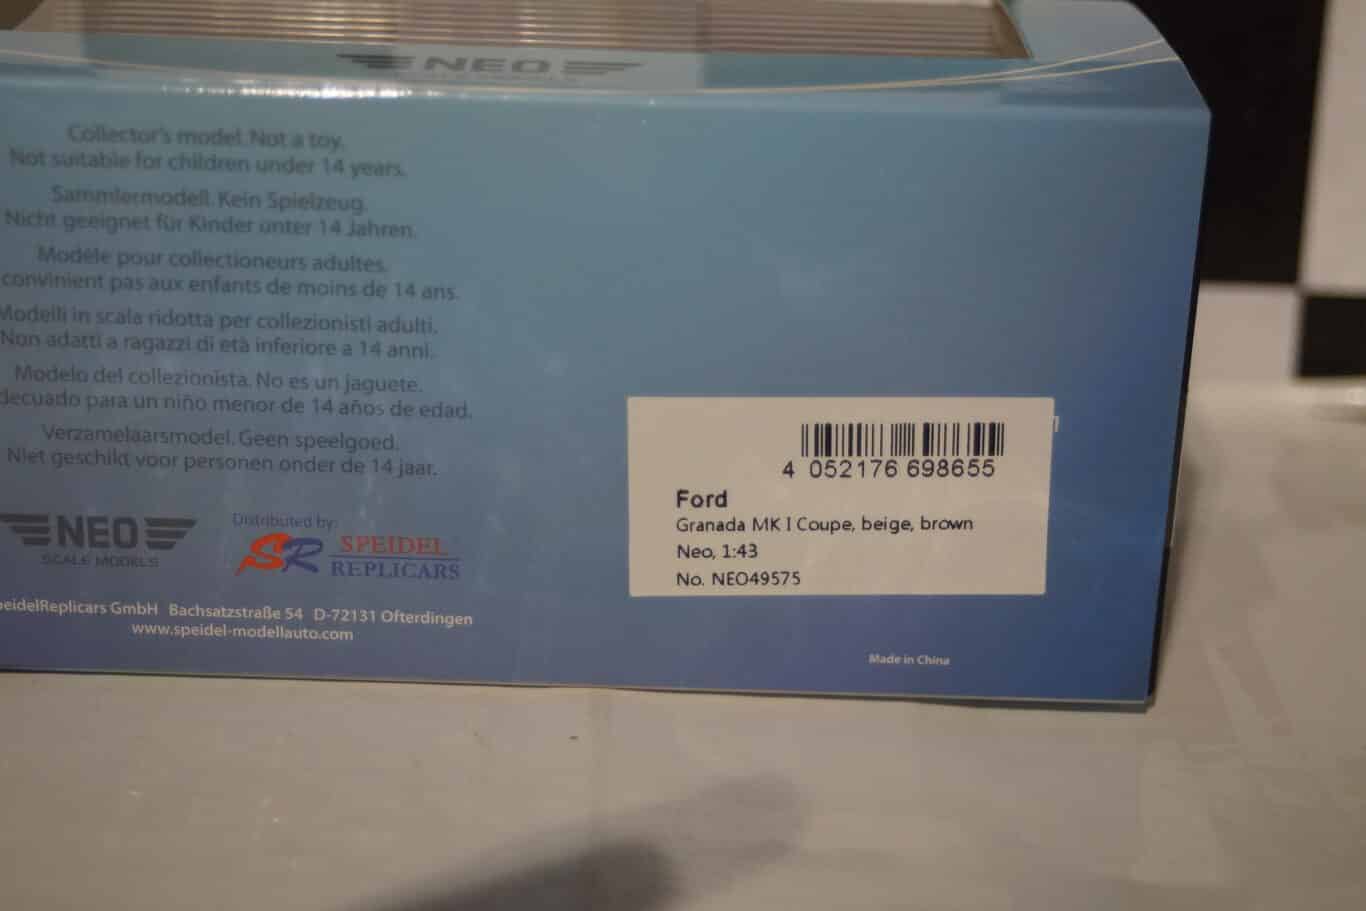 NEO
Collector's model. Not a toy.
Not suitable for children under 14 years.
Sammlermodell. Kein Spielzeug.
Nicht geeignet für Kinder unter 14 Jahren.
Modèle pour collectioneurs adultes.
convinient pas aux enfants de moins de 14 ans.
Modelli in scala ridotta per collezionisti adulti.
Non adatti a ragazzi di età inferiore a 14 anni.
Modelo del collezionista. No es un jaguete.
decuado para un niño menor de 14 años de edad.
Verzamelaarsmodel. Geen speelgoed.
Niet geschikt voor personen onder de 14 jaar.
NEO
SCALE MODELS
Distributed by:
SR SPEIDEL
REPLICARS
peidelReplicars GmbH Bachsatzstraße 54 D-72131 Ofterdingen
www.speidel-modellauto.com
4 052176 698655
Ford
Granada MK I Coupe, beige, brown
Neo, 1:43
No. NEO49575
Made in China